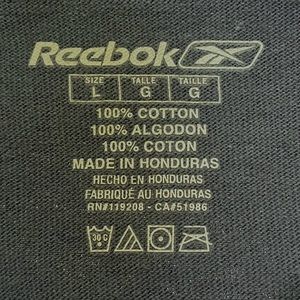 Reebok
SIZE TALLE TAILLE
L G G
100% COTTON
100% ALGODON
100% COTON
MADE IN HONDURAS
HECHO EN HONDURAS
FABRIQUÉ AU HONDURAS
RN#119208 - CA#51986
30 C